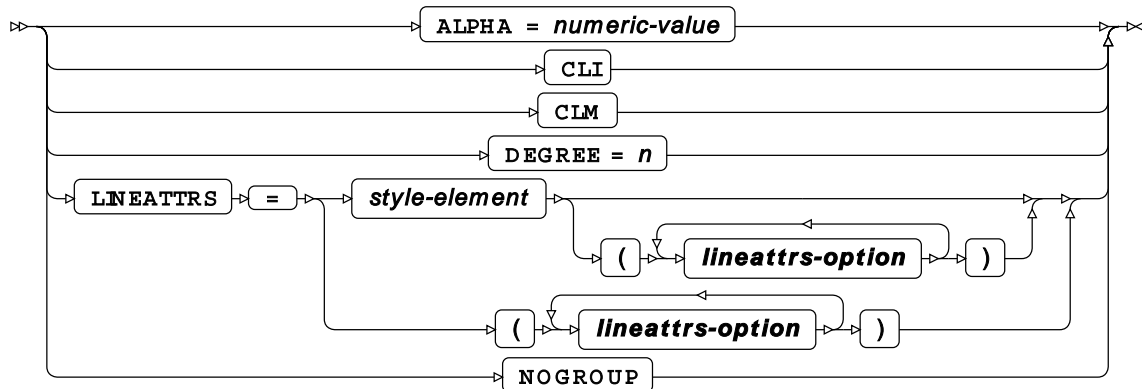 ALPHA = numeric-value
CLI
CLM
DEGREE = n
LINEATTRS = style-element
( lineattrs-option )
( lineattrs-option )
NOGROUP